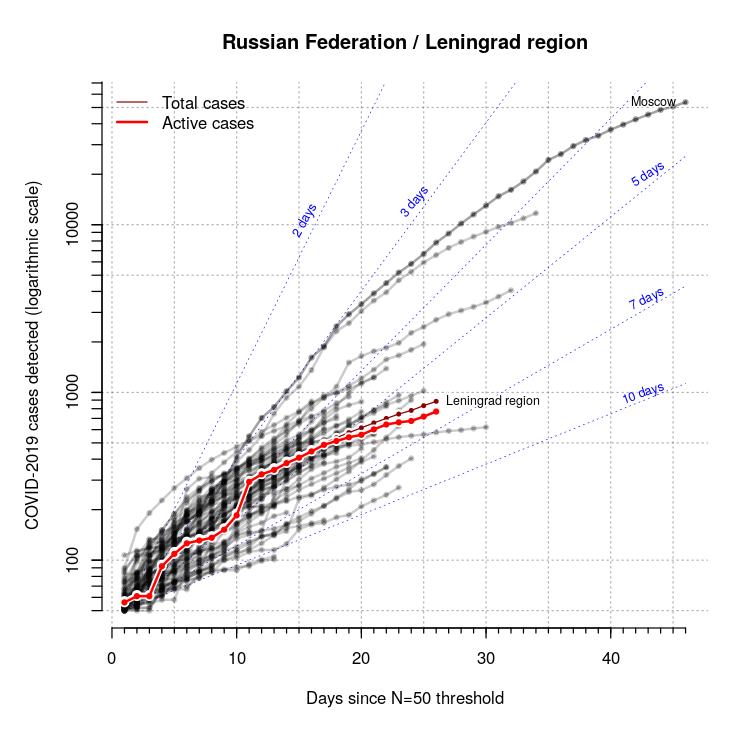 Russian Federation / Leningrad region
Total cases
Active cases
Moscow
2 days
3 days
5 days
7 days
10 days
Leningrad region
COVID-2019 cases detected (logarithmic scale)
10000
1000
100
0 10 20 30 40
Days since N=50 threshold